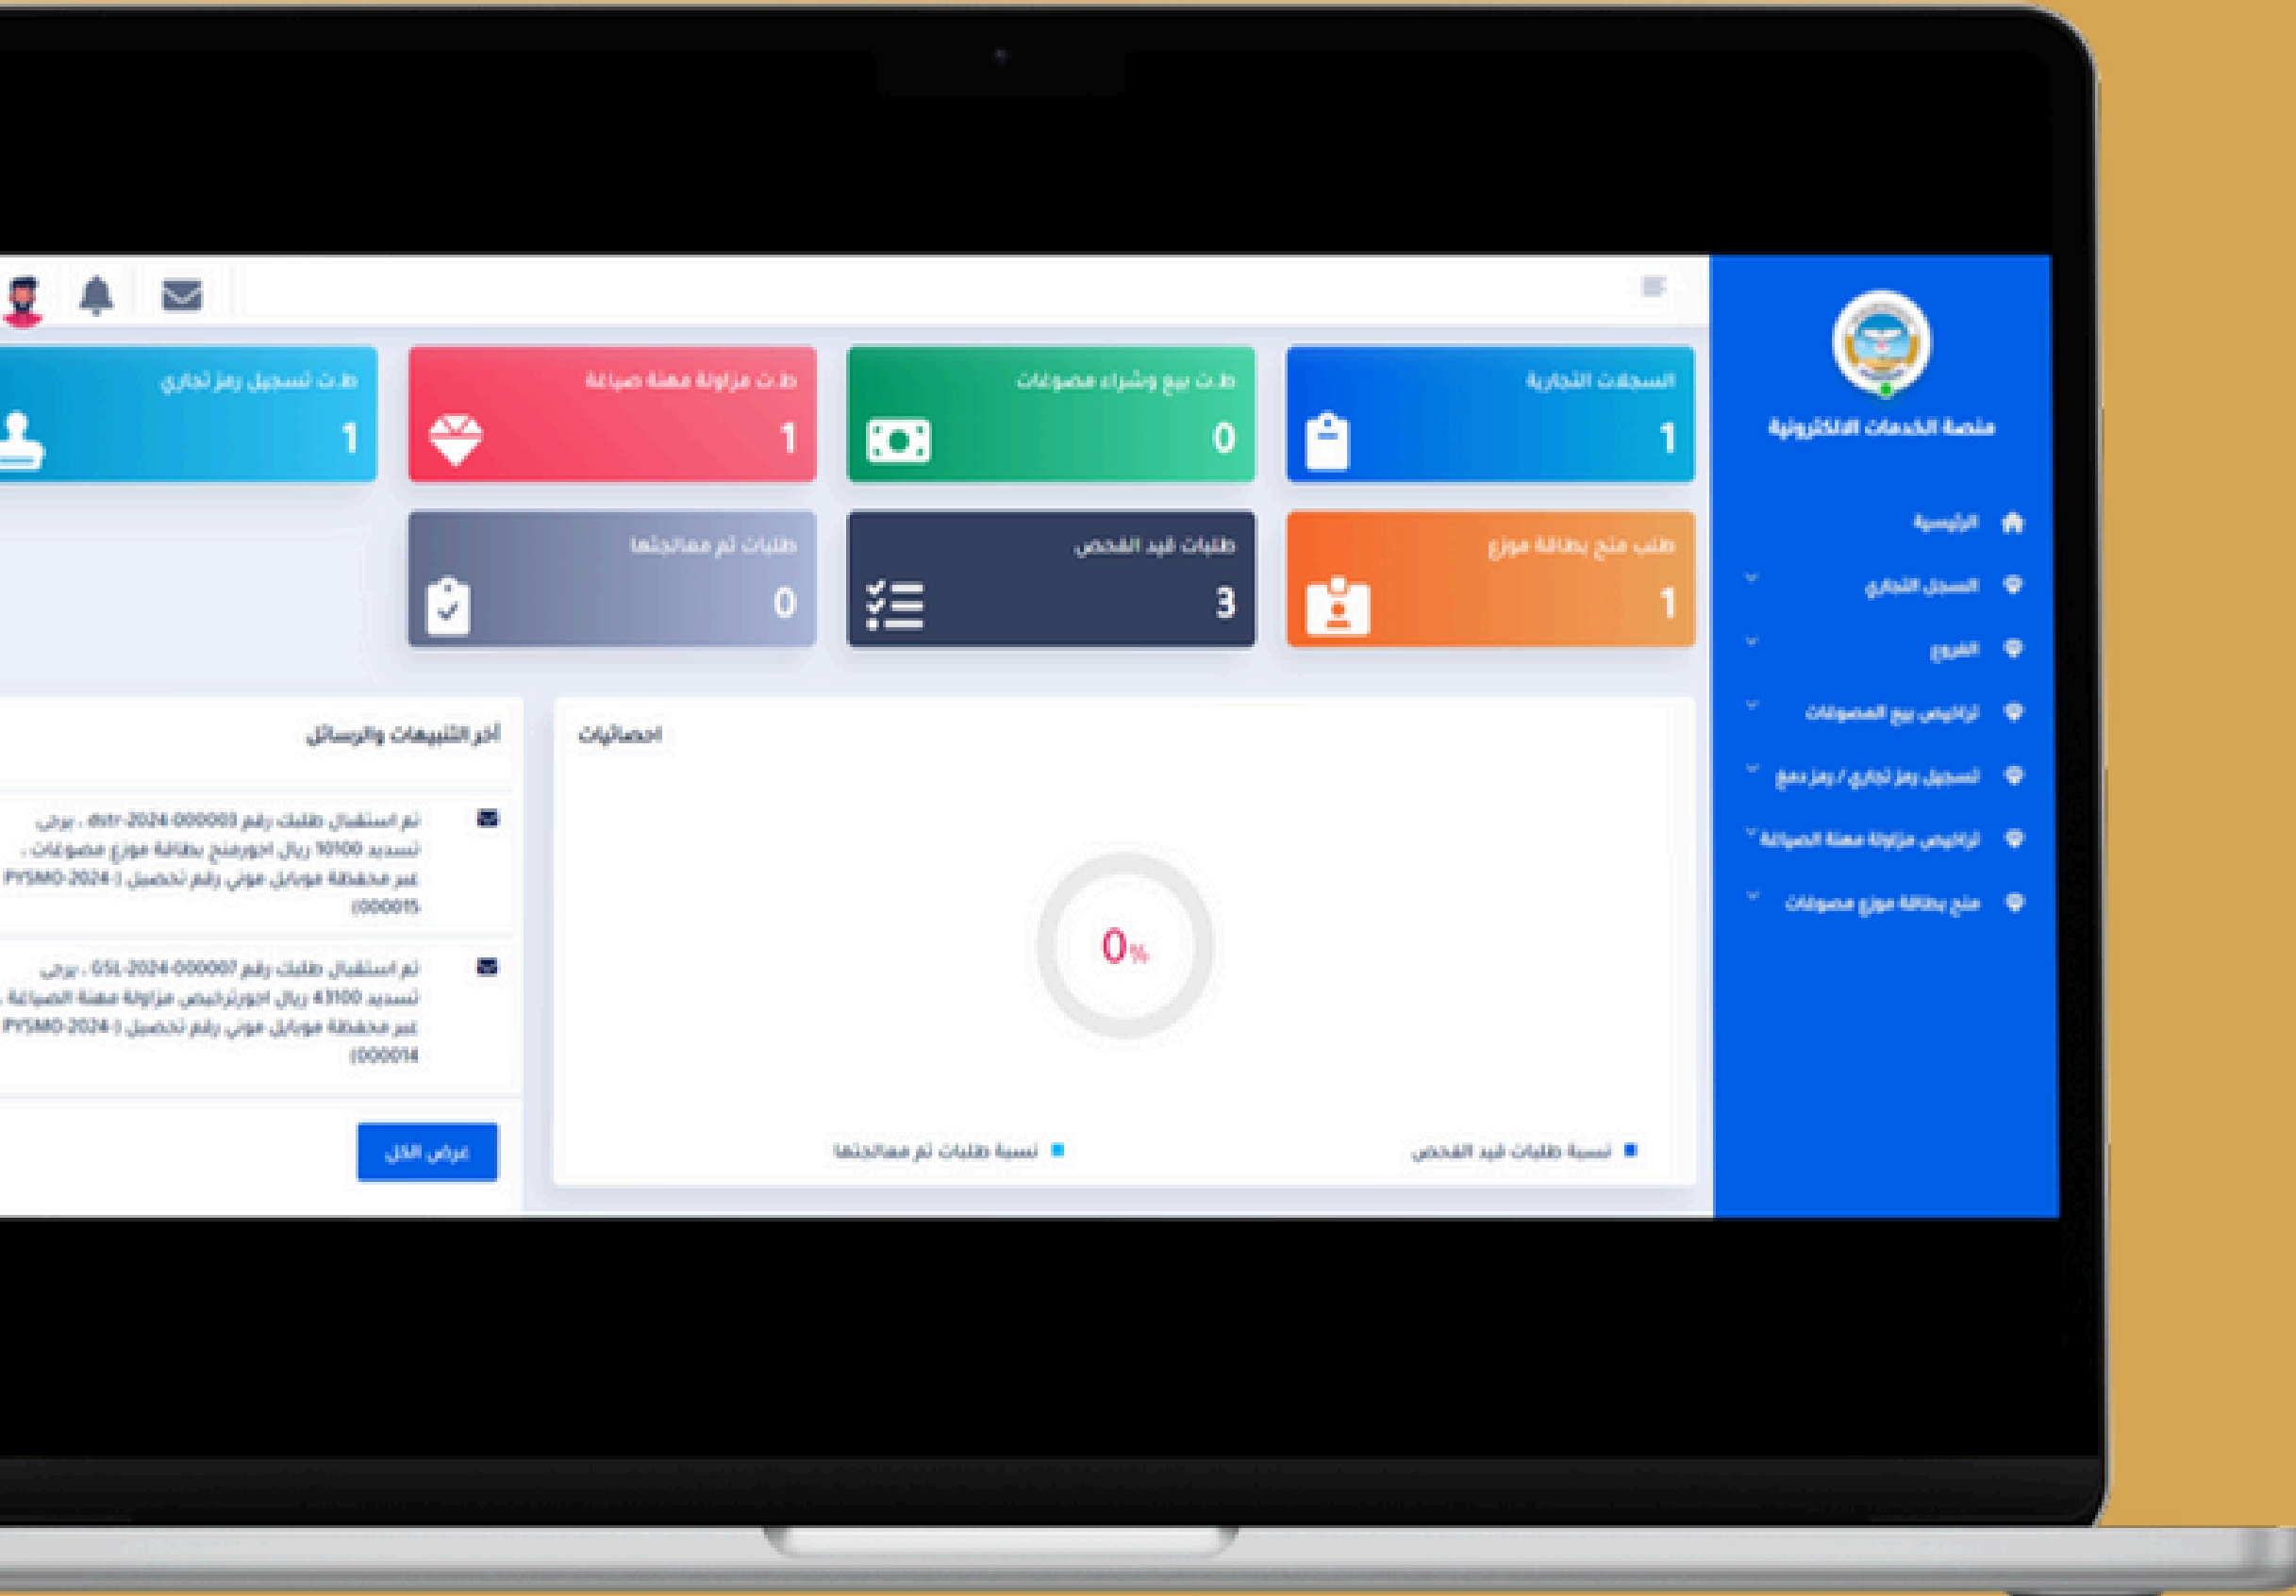 منصة الخدمات الالكترونية
الرئيسية
السجل التجاري
الفروع
تراخيص بيع المصوغات
تسجيل رمز تجاري / رمز دمغ
تراخيص مزاولة مهنة الصياغة
منح بطاقة موزع مصوغات
السجلات التجارية
1
ط.ت بيع وشراء مصوغات
0
ط.ت مزاولة مهنة صياغة
1
ط.ت تسجيل رمز تجاري
1
طلب منح بطاقة موزع
1
طلبات قيد الفحص
3
طلبات تم معالجتها
0
احصائيات
0%
نسبة طلبات قيد الفحص
نسبة طلبات تم معالجتها
أخر التنبيهات والرسائل
تم استقبال طلبك رقم dstr-2024-000003 ، يرجى
تسديد 10100 ريال اجورمنح بطاقة موزع مصوغات ،
عبر محفظة موبايل موني رقم تحصيل (PYSMO-2024-
000015)
تم استقبال طلبك رقم GSL-2024-000007 ، يرجى
تسديد 43100 ريال اجورترخيص مزاولة مهنة الصياغة ،
عبر محفظة موبايل موني رقم تحصيل (PYSMO-2024-
000014)
عرض الكل